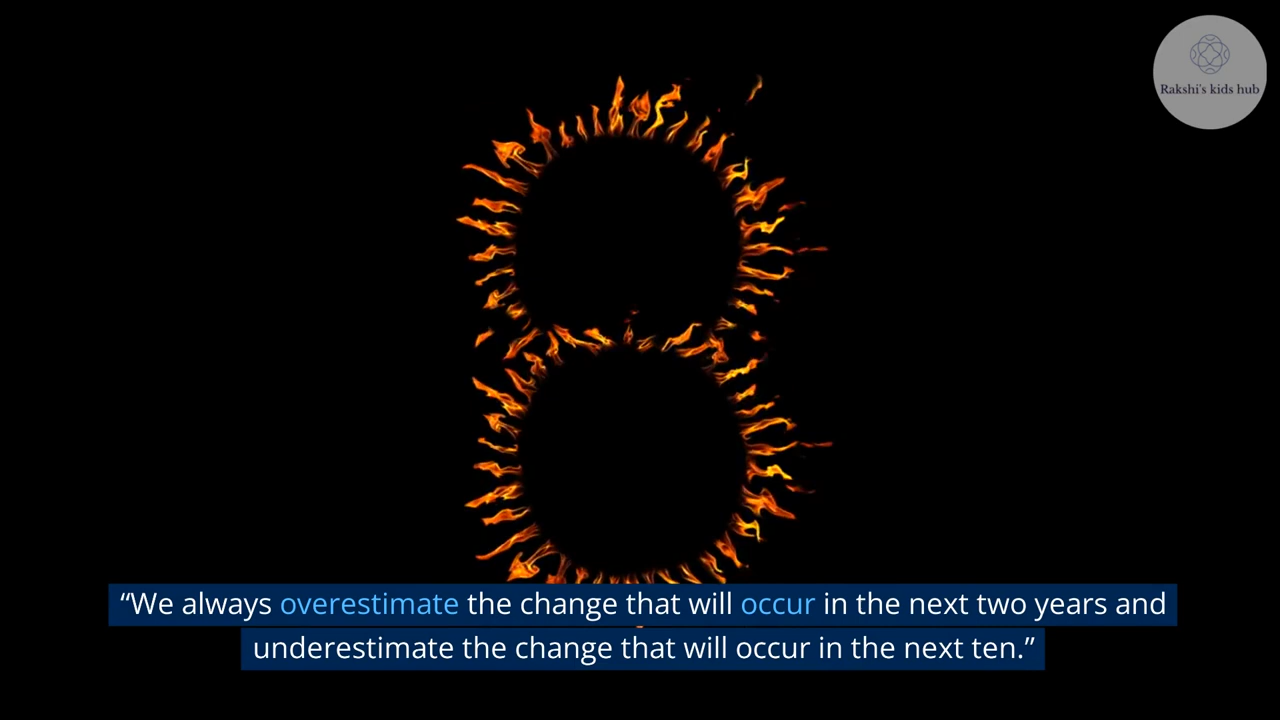 Rakshi's kids hub
8
“We always overestimate the change that will occur in the next two years and
underestimate the change that will occur in the next ten.”